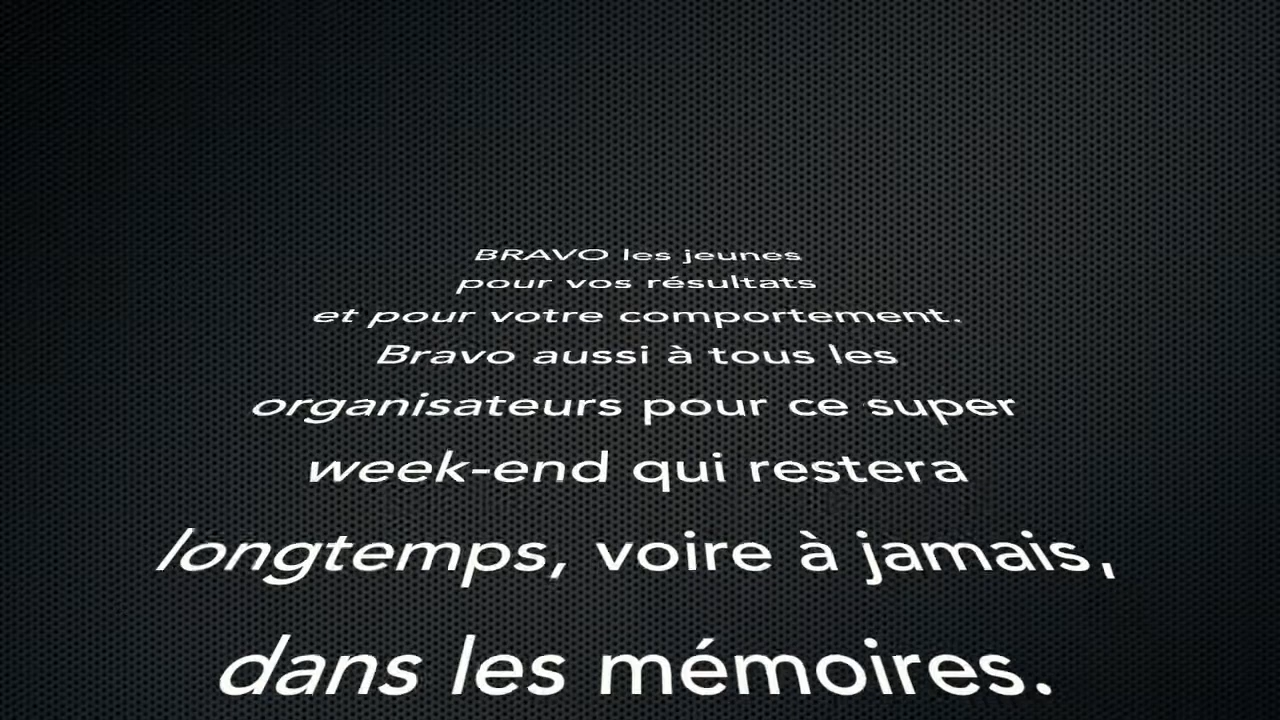 BRAVO les jeunes
pour vos résultats
et pour votre comportement.
Bravo aussi à tous les
organisateurs pour ce super
week-end qui restera
longtemps, voire à jamais,
dans les mémoires.